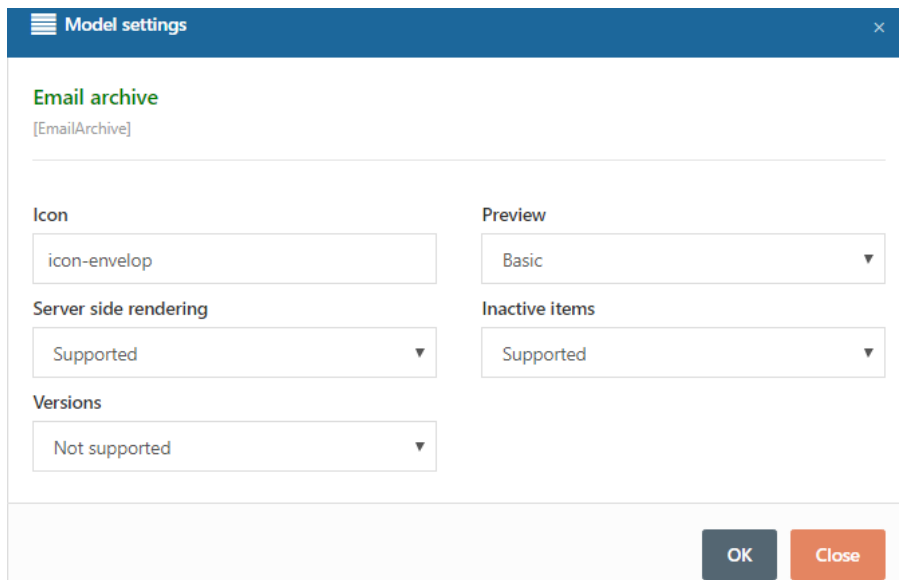 Model settings
×
Email archive
[EmailArchive]
Icon
Preview
icon-envelop
Basic
Server side rendering
Inactive items
Supported
Supported
Versions
Not supported
OK
Close